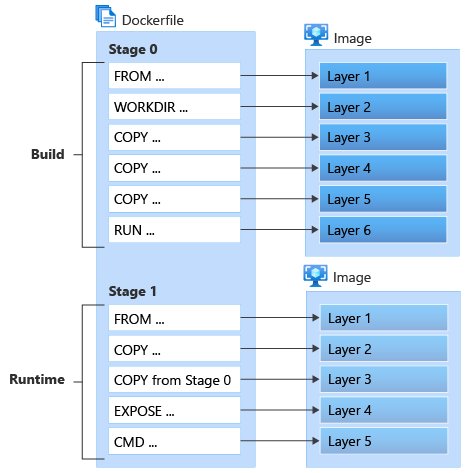 Dockerfile
Stage 0
Image
Build
FROM ...
Layer 1
WORKDIR ...
Layer 2
COPY ...
Layer 3
COPY ...
Layer 4
COPY ...
Layer 5
RUN ...
Layer 6
Stage 1
Image
Runtime
FROM ...
Layer 1
COPY ...
Layer 2
COPY from Stage 0
Layer 3
EXPOSE ...
Layer 4
CMD ...
Layer 5